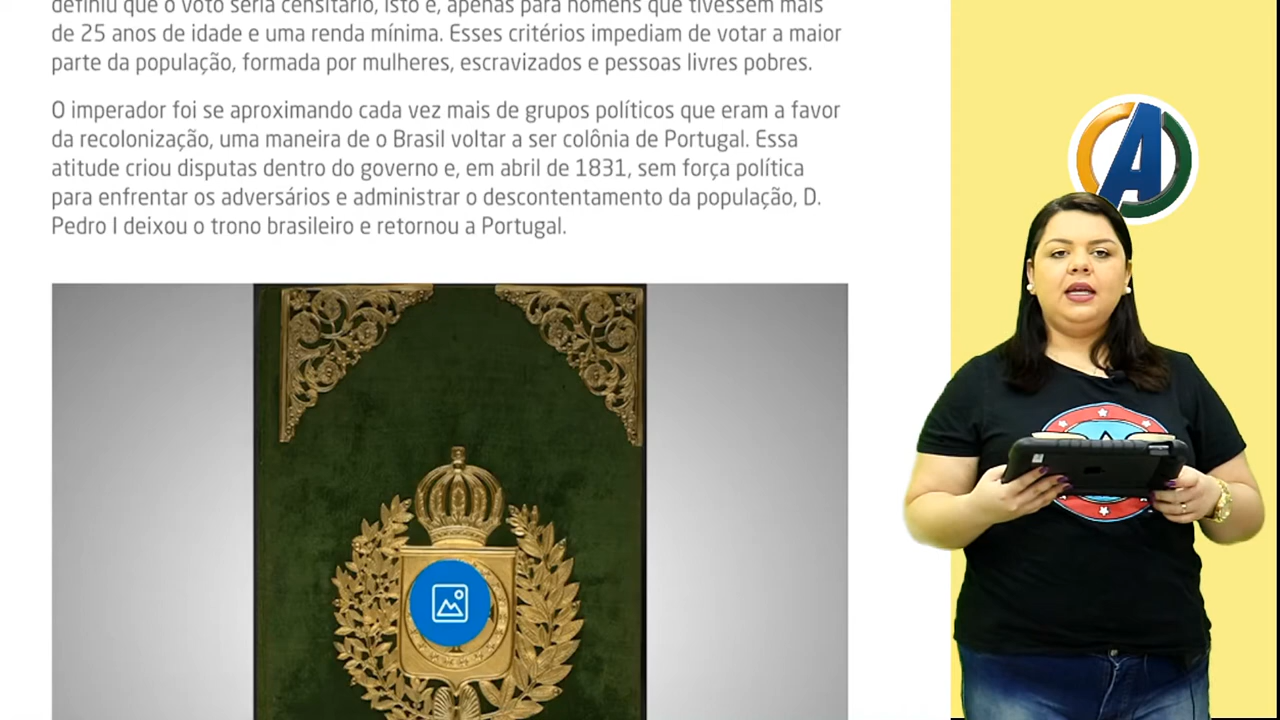 definiu que o voto seria censitário, isto é, apenas para homens que tivessem mais
de 25 anos de idade e uma renda mínima. Esses critérios impediam de votar a maior
parte da população, formada por mulheres, escravizados e pessoas livres pobres.
O imperador foi se aproximando cada vez mais de grupos políticos que eram a favor
da recolonização, uma maneira de o Brasil voltar a ser colônia de Portugal. Essa
atitude criou disputas dentro do governo e, em abril de 1831, sem força política
para enfrentar os adversários e administrar o descontentamento da população, D.
Pedro I deixou o trono brasileiro e retornou a Portugal.
A